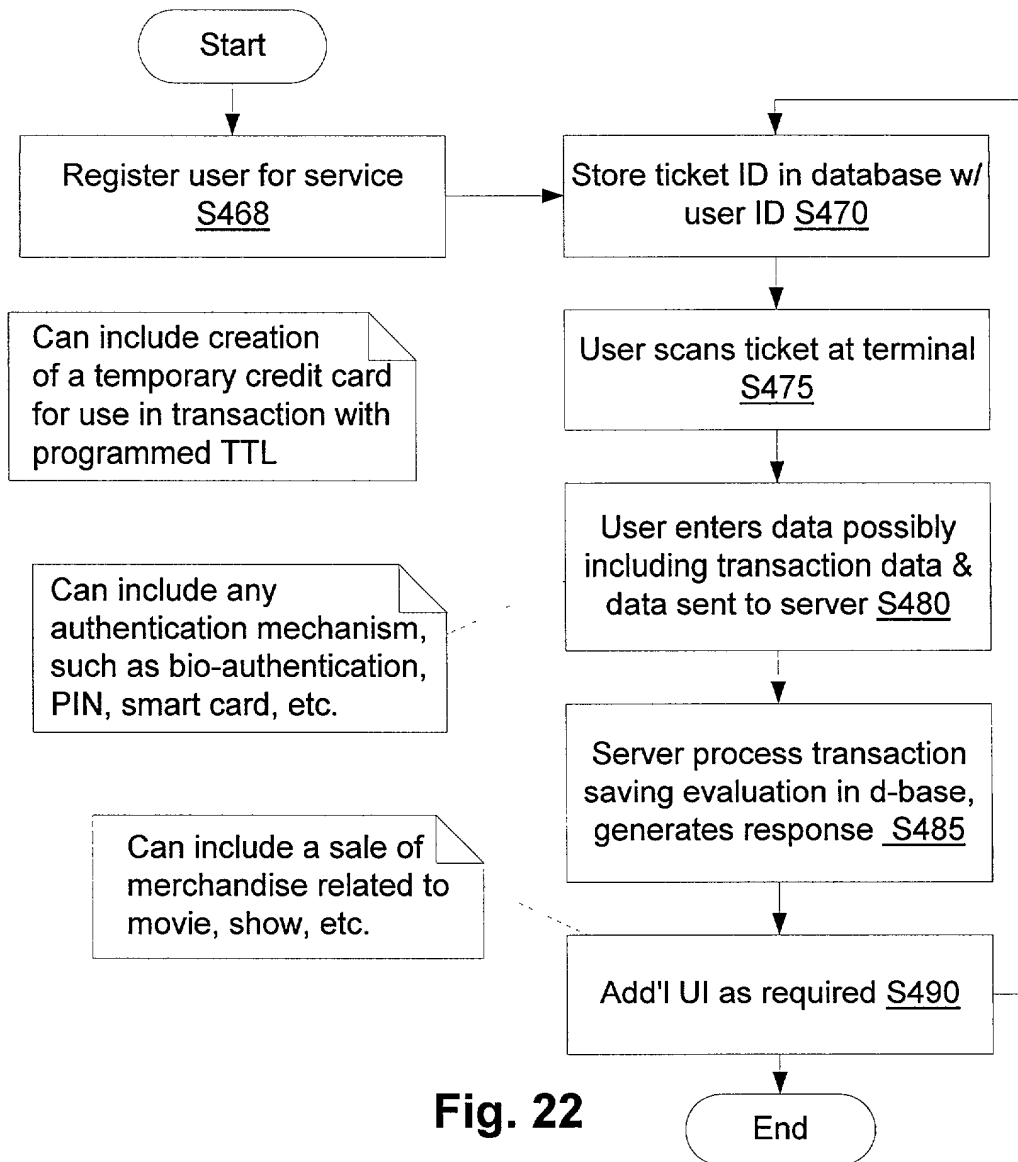 Start
Register user for service
S468
Store ticket ID in database w/
user ID S470
Can include creation
of a temporary credit card
for use in transaction with
programmed TTL
User scans ticket at terminal
S475
User enters data possibly
including transaction data &
data sent to server S480
Can include any
authentication mechanism,
such as bio-authentication,
PIN, smart card, etc.
Server process transaction
saving evaluation in d-base,
generates response S485
Can include a sale of
merchandise related to
movie, show, etc.
Add'l UI as required S490
Fig. 22
End